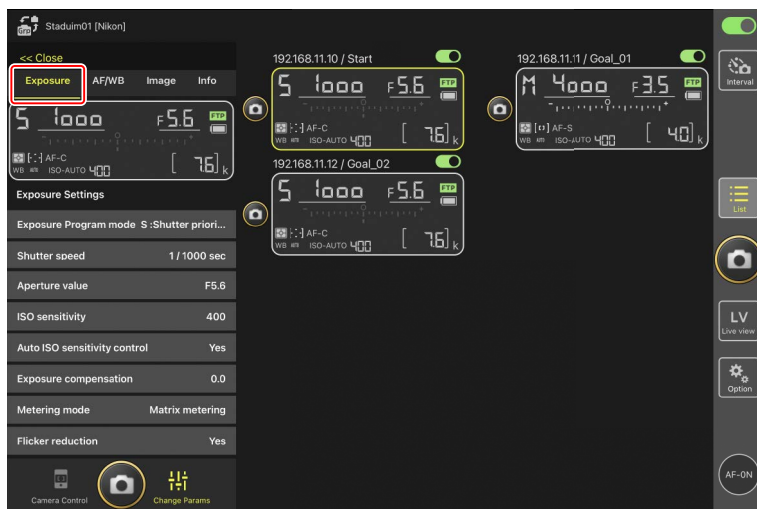 Grp
Staduim01 [Nikon]
<< Close
Exposure AF/WB Image Info
S 1000 F5.6 FTP
AF-C
WB ISO-AUTO 400 [ 7.6] k
Exposure Settings
Exposure Program mode S :Shutter priori...
Shutter speed 1 / 1000 sec
Aperture value F5.6
ISO sensitivity 400
Auto ISO sensitivity control Yes
Exposure compensation 0.0
Metering mode Matrix metering
Flicker reduction Yes
Camera Control
Change Params
192.168.11.10 / Start
S 1000 F5.6 FTP
AF-C
WB ISO-AUTO 400 [ 7.6] k
192.168.11.11 / Goal_01
M 4000 F3.5 FTP
AF-S
WB ISO-AUTO 400 [ 4.0] k
192.168.11.12 / Goal_02
S 1000 F5.6 FTP
AF-C
WB ISO-AUTO 400 [ 7.6] k
Interval
List
LV
Live view
Option
AF-ON